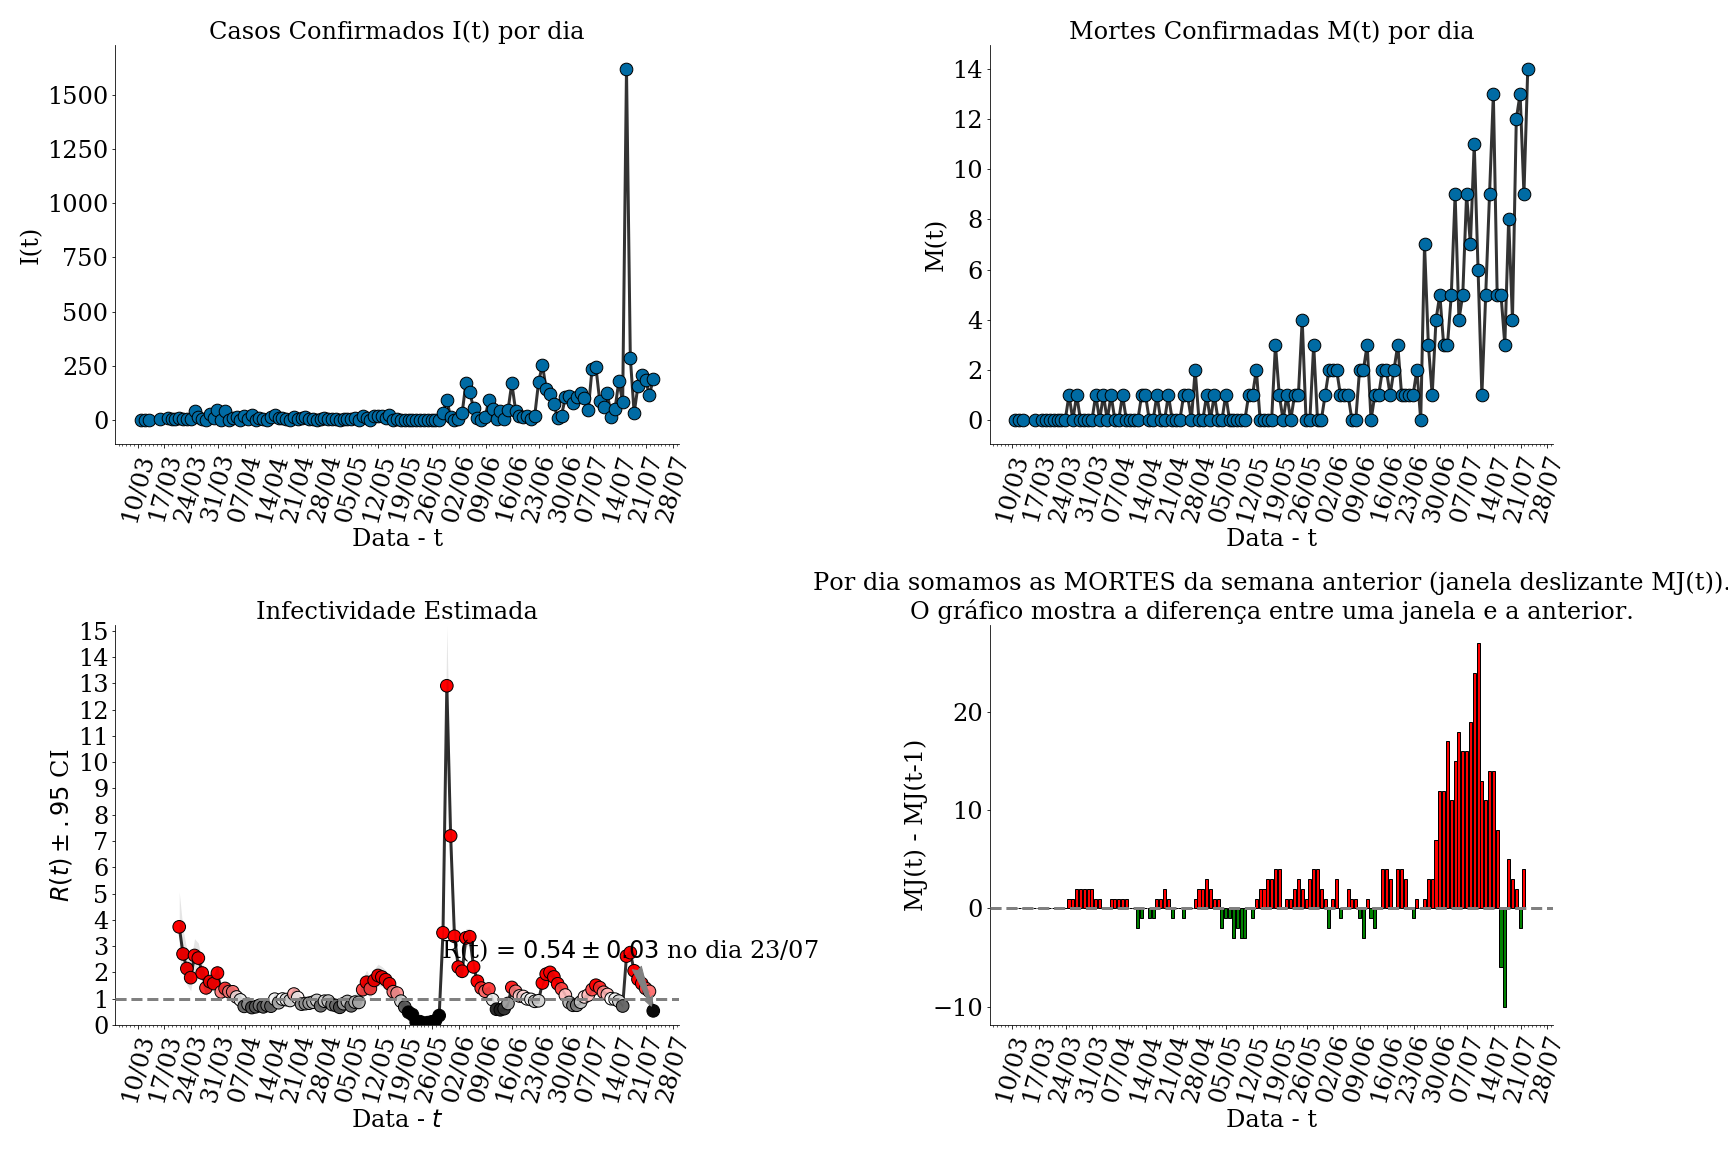 Casos Confirmados I(t) por dia
I(t)
1500
1250
1000
750
500
250
0
10/03 17/03 24/03 31/03 07/04 14/04 21/04 28/04 05/05 12/05 19/05 26/05 02/06 09/06 16/06 23/06 30/06 07/07 14/07 21/07 28/07
Data - t
Mortes Confirmadas M(t) por dia
M(t)
14
12
10
8
6
4
2
0
10/03 17/03 24/03 31/03 07/04 14/04 21/04 28/04 05/05 12/05 19/05 26/05 02/06 09/06 16/06 23/06 30/06 07/07 14/07 21/07 28/07
Data - t
Infectividade Estimada
R(t) ± .95 CI
15
14
13
12
11
10
9
8
7
6
5
4
3
2
1
0
R(t) = 0.54 ± 0.03 no dia 23/07
10/03 17/03 24/03 31/03 07/04 14/04 21/04 28/04 05/05 12/05 19/05 26/05 02/06 09/06 16/06 23/06 30/06 07/07 14/07 21/07 28/07
Data - t
Por dia somamos as MORTES da semana anterior (janela deslizante MJ(t)).
O gráfico mostra a diferença entre uma janela e a anterior.
MJ(t) - MJ(t-1)
20
10
0
−10
10/03 17/03 24/03 31/03 07/04 14/04 21/04 28/04 05/05 12/05 19/05 26/05 02/06 09/06 16/06 23/06 30/06 07/07 14/07 21/07 28/07
Data - t